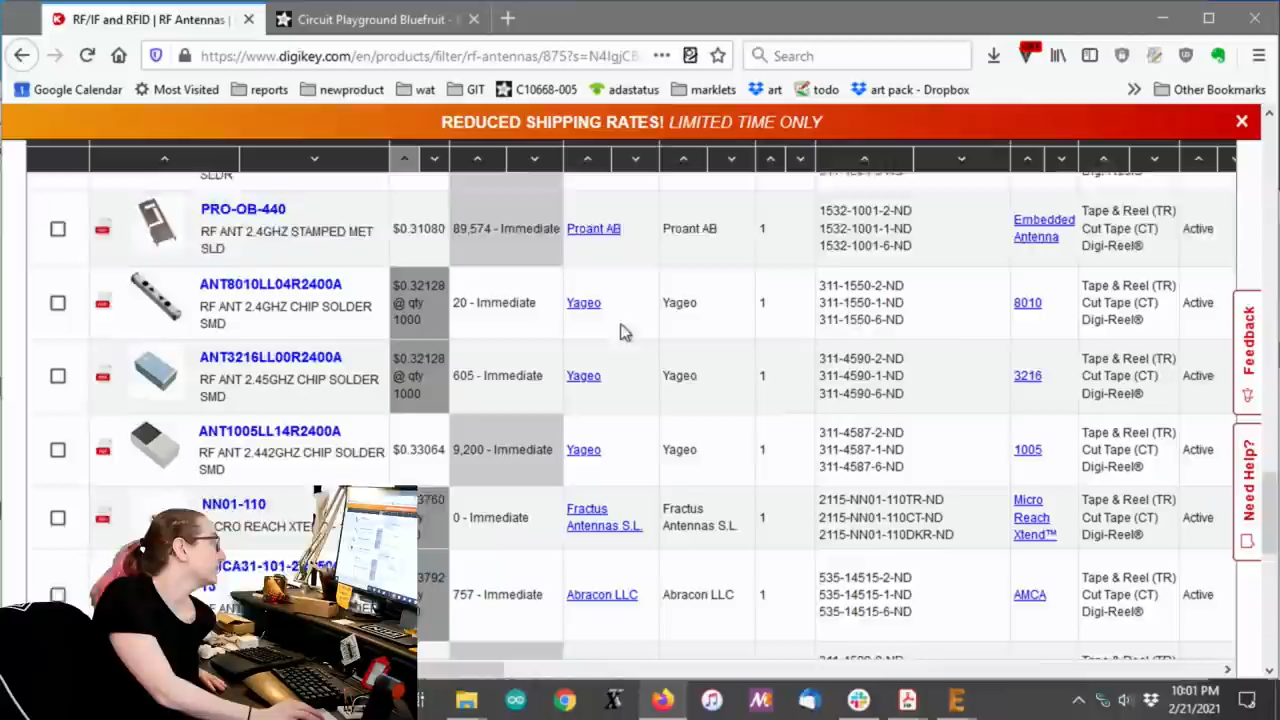 RF/IF and RFID | RF Antennas |
Circuit Playground Bluefruit -
https://www.digikey.com/en/products/filter/rf-antennas/875?s=N4IgjCB
Search
Google Calendar
Most Visited
reports
newproduct
wat
GIT
C10668-005
adastatus
marklets
art
todo
art pack - Dropbox
Other Bookmarks
REDUCED SHIPPING RATES! LIMITED TIME ONLY
SLDR
PRO-OB-440
RF ANT 2.4GHZ STAMPED MET
SLD
$0.31080
89,574 - Immediate
Proant AB
Proant AB
1
1532-1001-2-ND
1532-1001-1-ND
1532-1001-6-ND
Embedded
Antenna
Tape & Reel (TR)
Cut Tape (CT)
Digi-Reel®
Active
ANT8010LL04R2400A
RF ANT 2.4GHZ CHIP SOLDER
SMD
$0.32128
@ qty
1000
20 - Immediate
Yageo
Yageo
1
311-1550-2-ND
311-1550-1-ND
311-1550-6-ND
8010
Tape & Reel (TR)
Cut Tape (CT)
Digi-Reel®
Active
ANT3216LL00R2400A
RF ANT 2.45GHZ CHIP SOLDER
SMD
$0.32128
@ qty
1000
605 - Immediate
Yageo
Yageo
1
311-4590-2-ND
311-4590-1-ND
311-4590-6-ND
3216
Tape & Reel (TR)
Cut Tape (CT)
Digi-Reel®
Active
ANT1005LL14R2400A
RF ANT 2.442GHZ CHIP SOLDER
SMD
$0.33064
9,200 - Immediate
Yageo
Yageo
1
311-4587-2-ND
311-4587-1-ND
311-4587-6-ND
1005
Tape & Reel (TR)
Cut Tape (CT)
Digi-Reel®
Active
NN01-110
0 - Immediate
Fractus
Antennas S.L.
Fractus
Antennas S.L.
1
2115-NN01-110TR-ND
2115-NN01-110CT-ND
2115-NN01-110DKR-ND
Micro
Reach
Xtend™
Tape & Reel (TR)
Cut Tape (CT)
Digi-Reel®
Active
757 - Immediate
Abracon LLC
Abracon LLC
1
535-14515-2-ND
535-14515-1-ND
535-14515-6-ND
AMCA
Tape & Reel (TR)
Cut Tape (CT)
Digi-Reel®
Active
Feedback
Need Help?
10:01 PM
2/21/2021